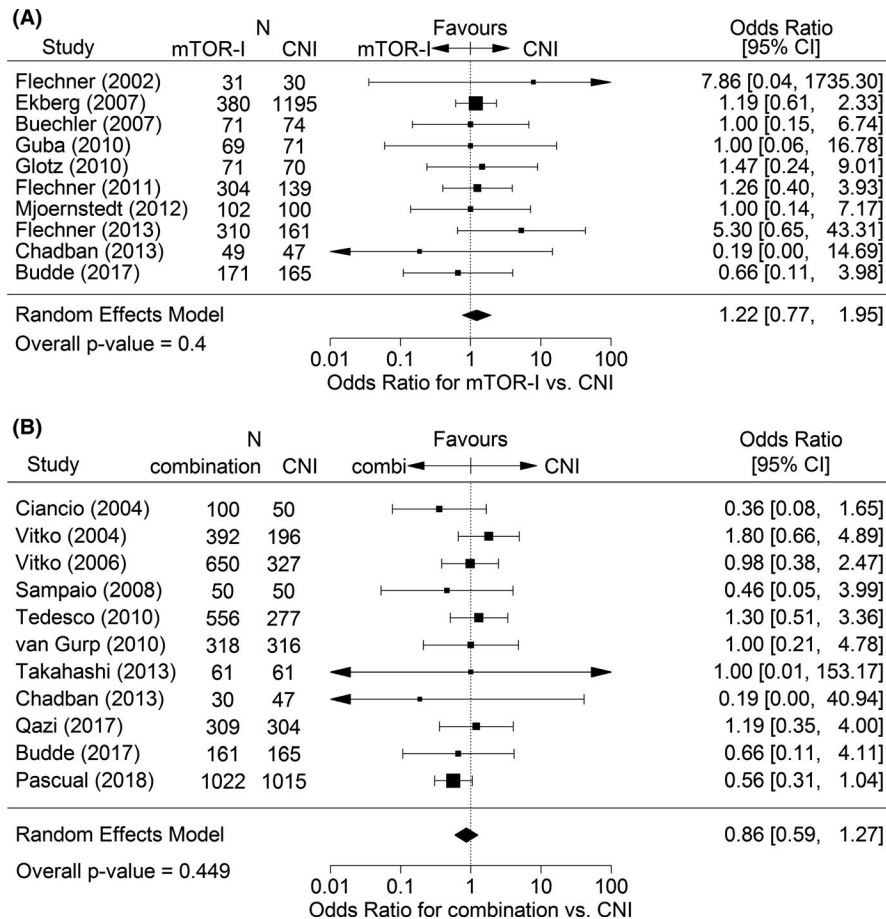 (A)
N Favours Odds Ratio
Study mTOR-I CNI mTOR-I CNI [95% CI]
Flechner (2002) 31 30 7.86 [0.04, 1735.30]
Ekberg (2007) 380 1195 1.19 [0.61, 2.33]
Buechler (2007) 71 74 1.00 [0.15, 6.74]
Guba (2010) 69 71 1.00 [0.06, 16.78]
Glotz (2010) 71 70 1.47 [0.24, 9.01]
Flechner (2011) 304 139 1.26 [0.40, 3.93]
Mjoernstedt (2012) 102 100 1.00 [0.14, 7.17]
Flechner (2013) 310 161 5.30 [0.65, 43.31]
Chadban (2013) 49 47 0.19 [0.00, 14.69]
Budde (2017) 171 165 0.66 [0.11, 3.98]
Random Effects Model 1.22 [0.77, 1.95]
Overall p-value = 0.4
0.01 0.1 1 10 100
Odds Ratio for mTOR-I vs. CNI
(B)
N Favours Odds Ratio
Study combination CNI combi CNI [95% CI]
Ciancio (2004) 100 50 0.36 [0.08, 1.65]
Vitko (2004) 392 196 1.80 [0.66, 4.89]
Vitko (2006) 650 327 0.98 [0.38, 2.47]
Sampaio (2008) 50 50 0.46 [0.05, 3.99]
Tedesco (2010) 556 277 1.30 [0.51, 3.36]
van Gurp (2010) 318 316 1.00 [0.21, 4.78]
Takahashi (2013) 61 61 1.00 [0.01, 153.17]
Chadban (2013) 30 47 0.19 [0.00, 40.94]
Qazi (2017) 309 304 1.19 [0.35, 4.00]
Budde (2017) 161 165 0.66 [0.11, 4.11]
Pascual (2018) 1022 1015 0.56 [0.31, 1.04]
Random Effects Model 0.86 [0.59, 1.27]
Overall p-value = 0.449
0.01 0.1 1 10 100
Odds Ratio for combination vs. CNI